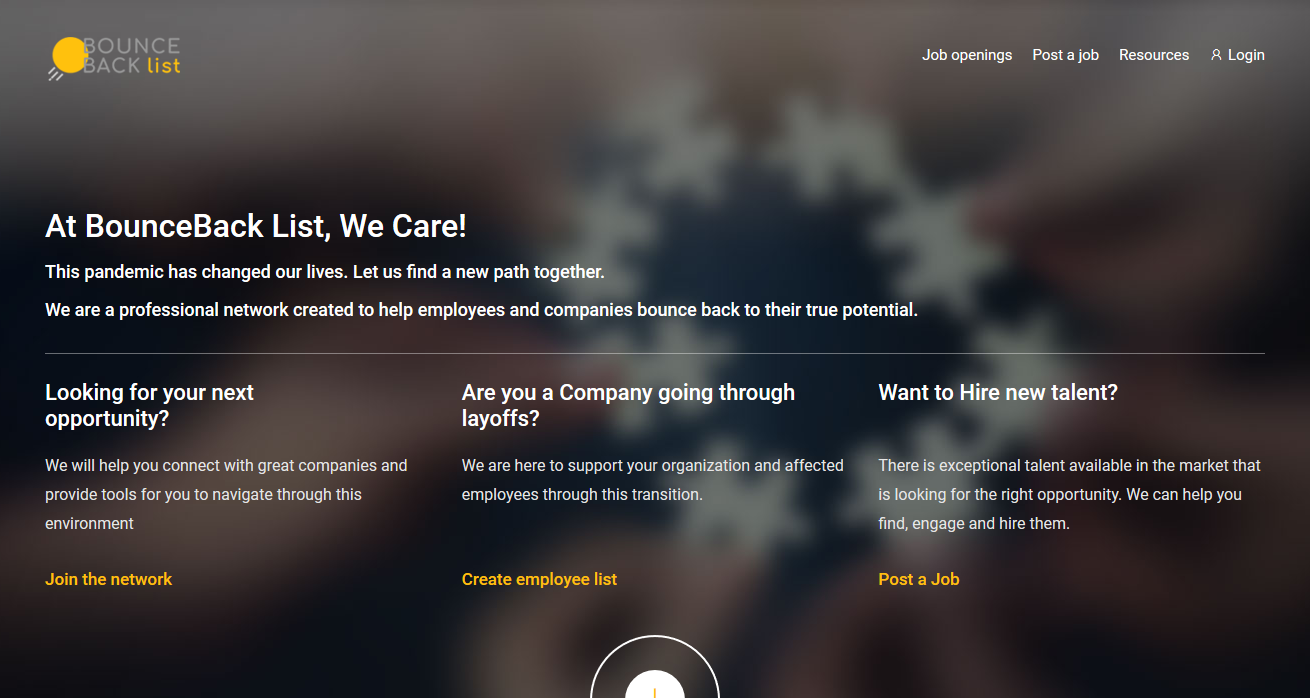 BOUNCE
BACK list
Job openings Post a job Resources Login
At BounceBack List, We Care!
This pandemic has changed our lives. Let us find a new path together.
We are a professional network created to help employees and companies bounce back to their true potential.
Looking for your next
opportunity?
We will help you connect with great companies and
provide tools for you to navigate through this
environment
Join the network
Are you a Company going through
layoffs?
We are here to support your organization and affected
employees through this transition.
Create employee list
Want to Hire new talent?
There is exceptional talent available in the market that
is looking for the right opportunity. We can help you
find, engage and hire them.
Post a Job